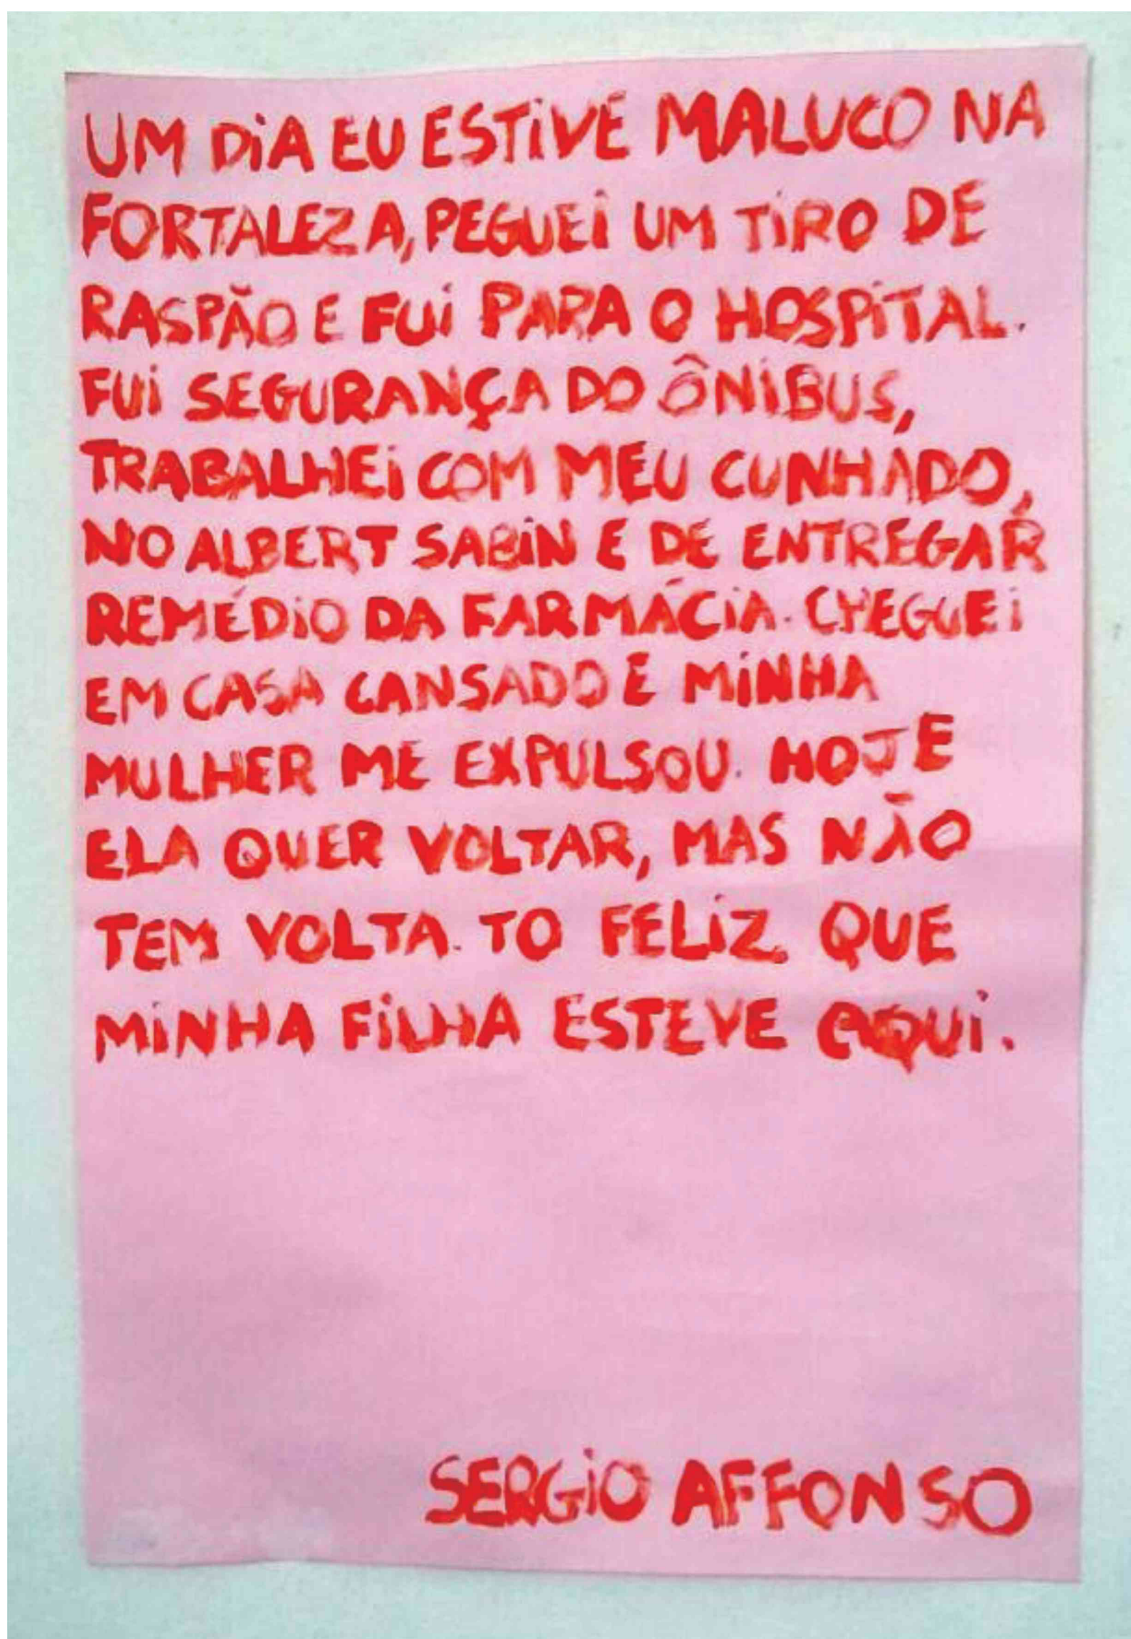 UM DIA EU ESTIVE MALUCO NA
FORTALEZA, PEGUEI UM TIRO DE
RASPÃO E FUI PARA O HOSPITAL.
FUI SEGURANÇA DO ÔNIBUS,
TRABALHEI COM MEU CUNHADO,
NO ALBERT SABIN E DE ENTREGAR
REMÉDIO DA FARMÁCIA. CHEGUEI
EM CASA CANSADO E MINHA
MULHER ME EXPULSOU. HOJE
ELA QUER VOLTAR, MAS NÃO
TEM VOLTA. TO FELIZ QUE
MINHA FILHA ESTEVE AQUI.
SERGIO AFFONSO